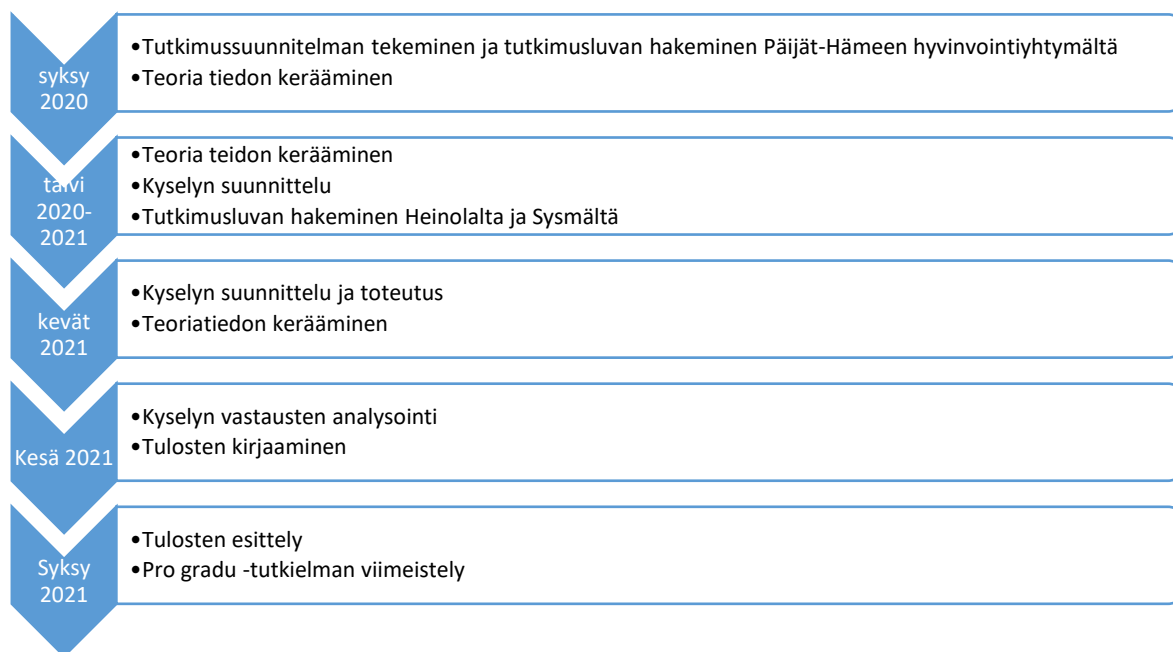 syksy
2020
•Tutkimussuunnitelman tekeminen ja tutkimusluvan hakeminen Päijät-Hämeen hyvinvointiyhtymältä
•Teoria tiedon kerääminen
talvi
2020-
2021
•Teoria teidon kerääminen
•Kyselyn suunnittelu
•Tutkimusluvan hakeminen Heinolalta ja Sysmältä
kevät
2021
•Kyselyn suunnittelu ja toteutus
•Teoriatiedon kerääminen
Kesä 2021
•Kyselyn vastausten analysointi
•Tulosten kirjaaminen
Syksy
2021
•Tulosten esittely
•Pro gradu -tutkielman viimeistely